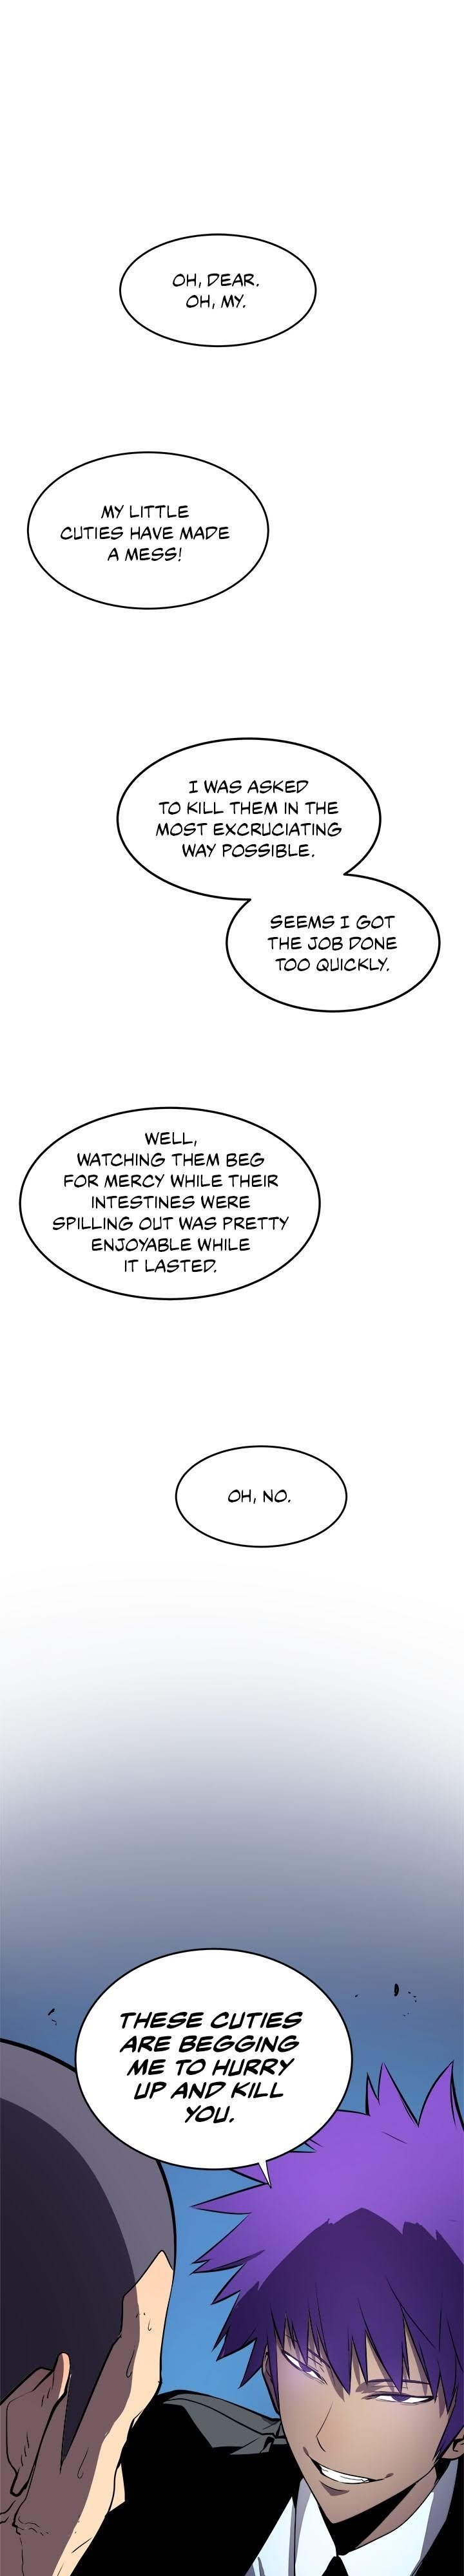 OH, DEAR.
OH, MY.
MY LITTLE
CUTIES HAVE MADE
A MESS!
I WAS ASKED
TO KILL THEM IN THE
MOST EXCRUCIATING
WAY POSSIBLE.
SEEMS I GOT
THE JOB DONE
TOO QUICKLY.
WELL,
WATCHING THEM BEG
FOR MERCY WHILE THEIR
INTESTINES WERE
SPILLING OUT WAS PRETTY
ENJOYABLE WHILE
IT LASTED.
OH, NO.
THESE CUTIES
ARE BEGGING
ME TO HURRY
UP AND KILL
YOU.